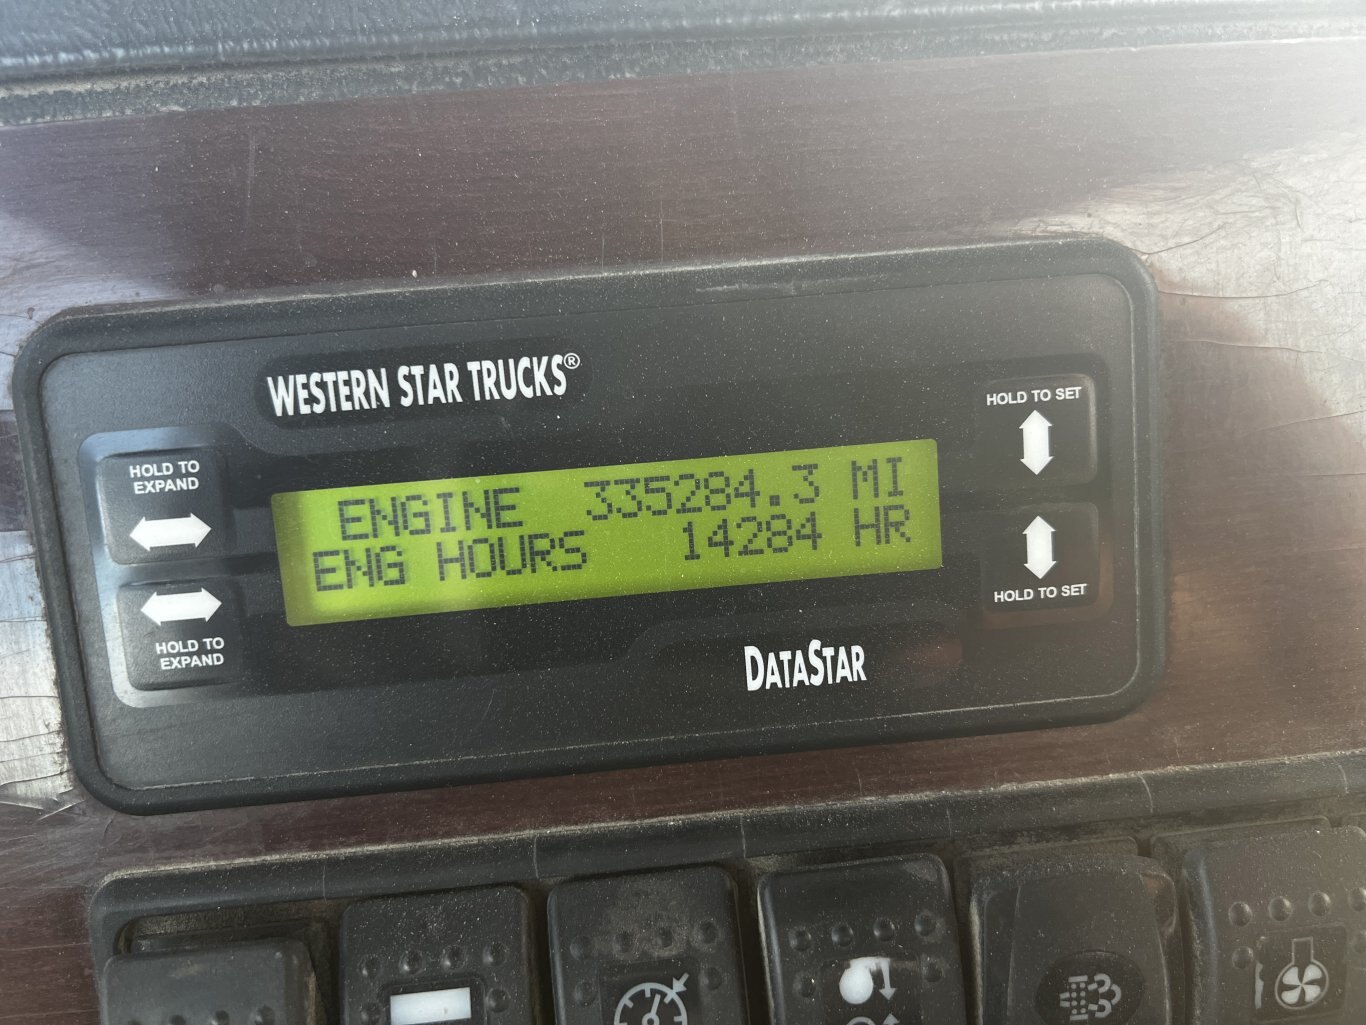 WESTERN STAR TRUCKS®
HOLD TO SET
HOLD TO
EXPAND
ENGINE 335284.3 MI
ENG HOURS 14284 HR
HOLD TO SET
HOLD TO
EXPAND
DATASTAR